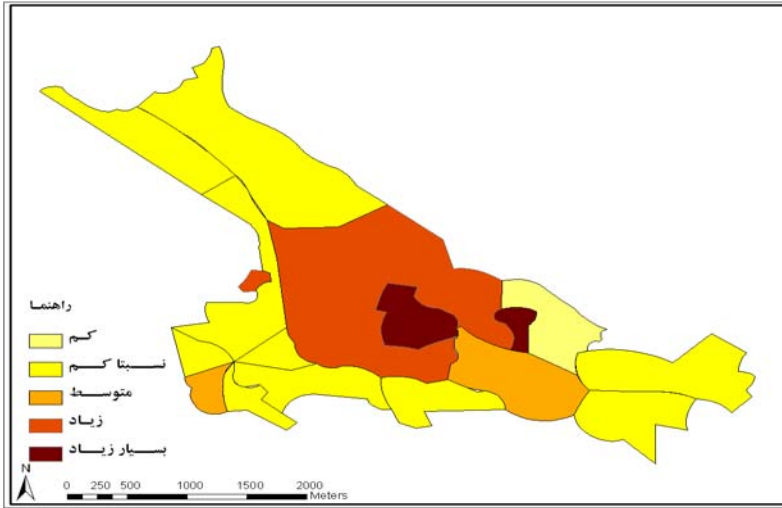 راهنما
کم
نسبتا کم
متوسط
زیاد
بسیار زیاد
N
0 250 500 1000 1500 2000
Meters